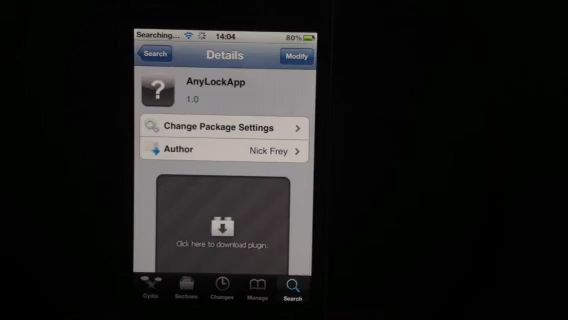 Searching... 14:04 80%
Search Details Modify
?
AnyLockApp
1.0
Change Package Settings
Author Nick Frey
Click here to download plugin.
Cydia Sections Changes Manage Search